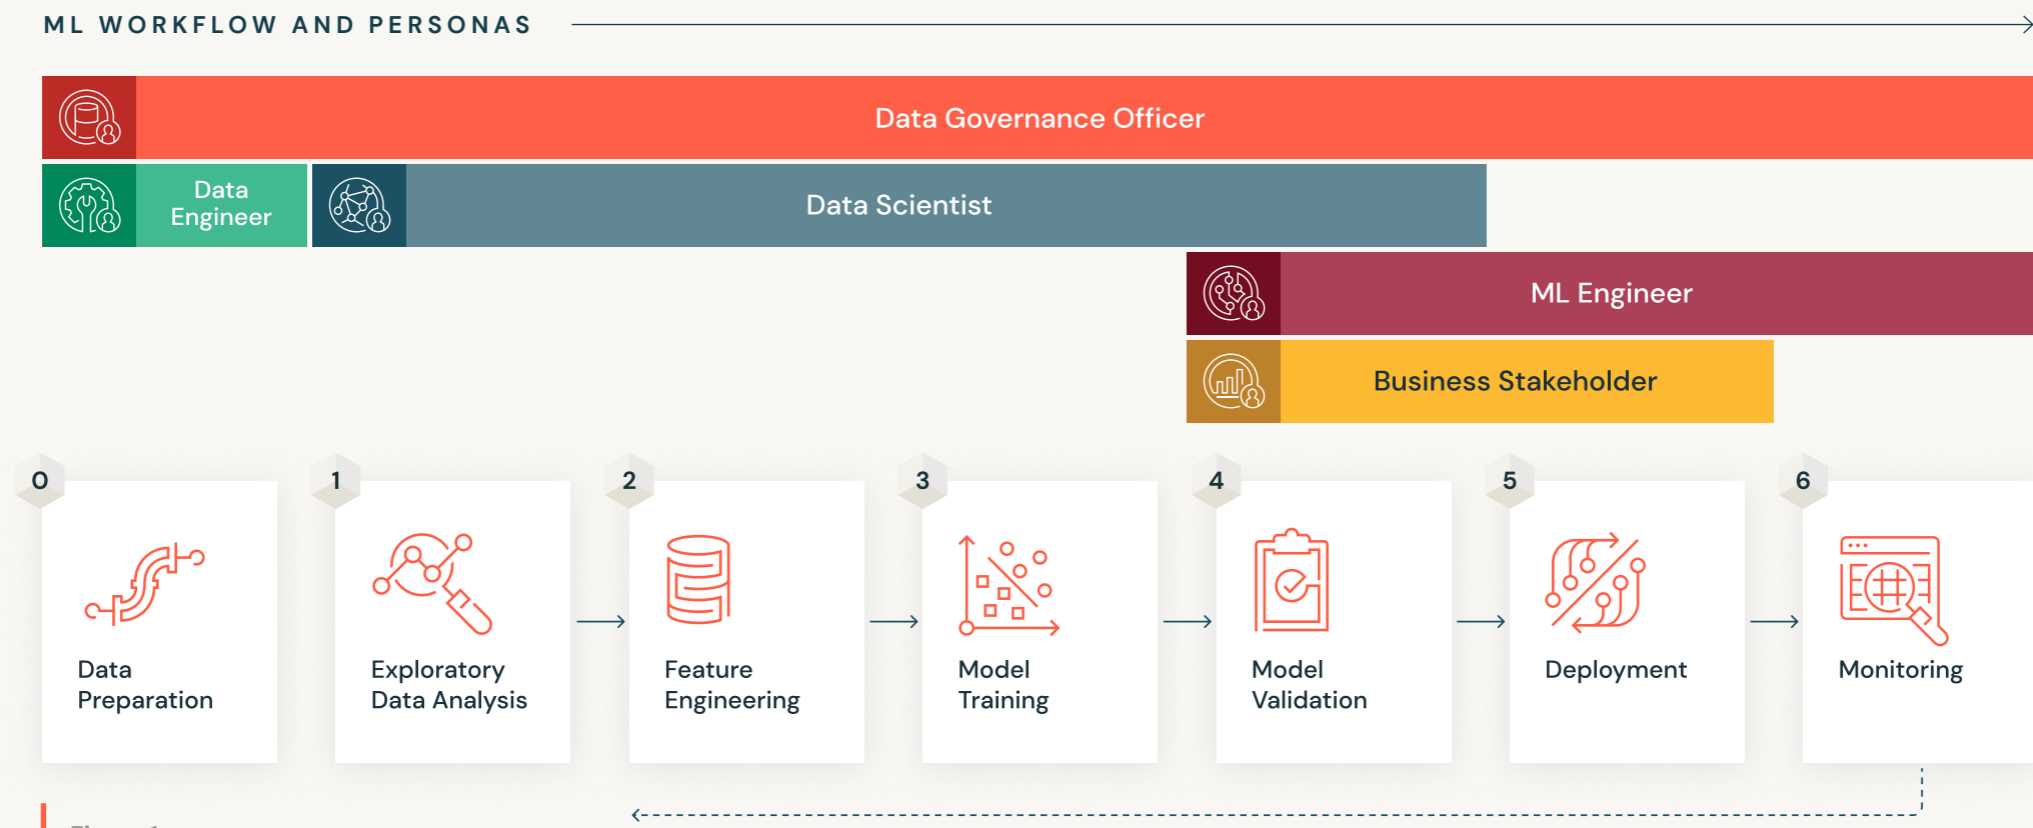 ML WORKFLOW AND PERSONAS
Data Governance Officer
Data
Engineer
Data Scientist
ML Engineer
Business Stakeholder
0
Data
Preparation
1
Exploratory
Data Analysis
2
Feature
Engineering
3
Model
Training
4
Model
Validation
5
Deployment
6
Monitoring